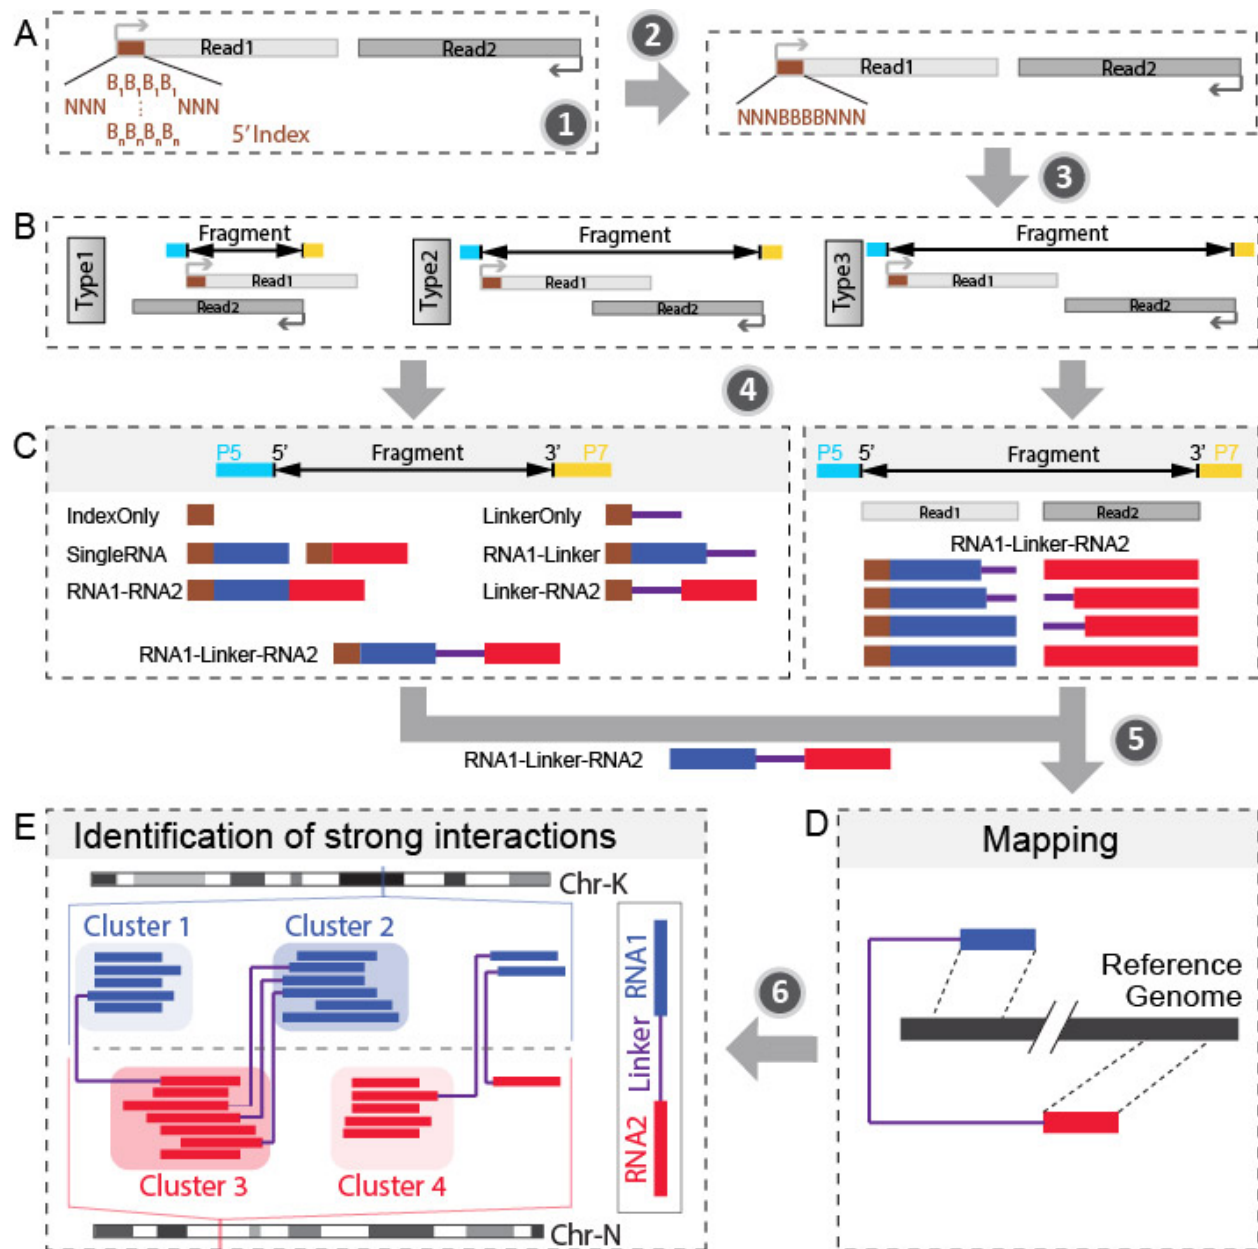 A
Read1
Read2
B1B1B1B1
NNN
⋮
NNN
BnBnBnBn
5' Index
1
2
Read1
Read2
NNNBBBBNNN
3
B
Type1
Fragment
Read1
Read2
Type2
Fragment
Read1
Read2
Type3
Fragment
Read1
Read2
4
C
P5
5'
Fragment
3'
P7
IndexOnly
SingleRNA
RNA1-RNA2
LinkerOnly
RNA1-Linker
Linker-RNA2
RNA1-Linker-RNA2
P5
5'
Fragment
3'
P7
Read1
Read2
RNA1-Linker-RNA2
5
RNA1-Linker-RNA2
D
Mapping
Reference
Genome
6
E
Identification of strong interactions
Chr-K
Cluster 1
Cluster 2
Cluster 3
Cluster 4
Chr-N
RNA2 Linker RNA1